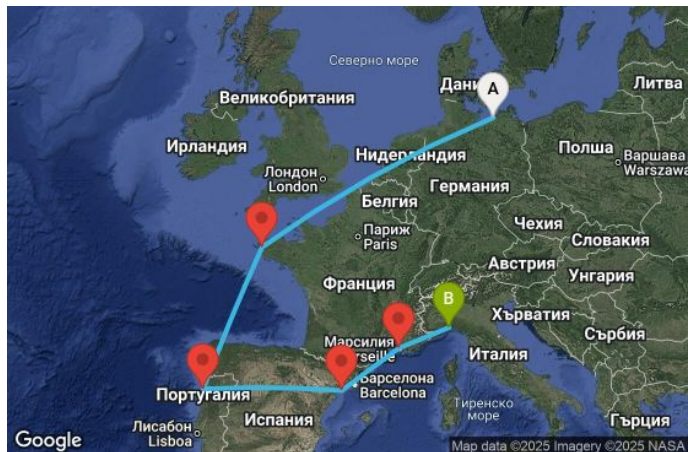 Северно море
Дани
A
Литва
Великобритания
Ирландия
Нидерландия
Полша
Варшава
Warszawa
Лондон
London
Германия
Белгия
Париж
Paris
Чехия
Словакия
Австрия
Унгария
Франция
B
Хърватия
Марсилия
seille
Италия
Сърбия
Португалия
Барселона
Barcelona
Тиренско
море
Испания
Гърция
Лисабон
Lisboa
Google
Map data ©2025 Imagery ©2025 NASA